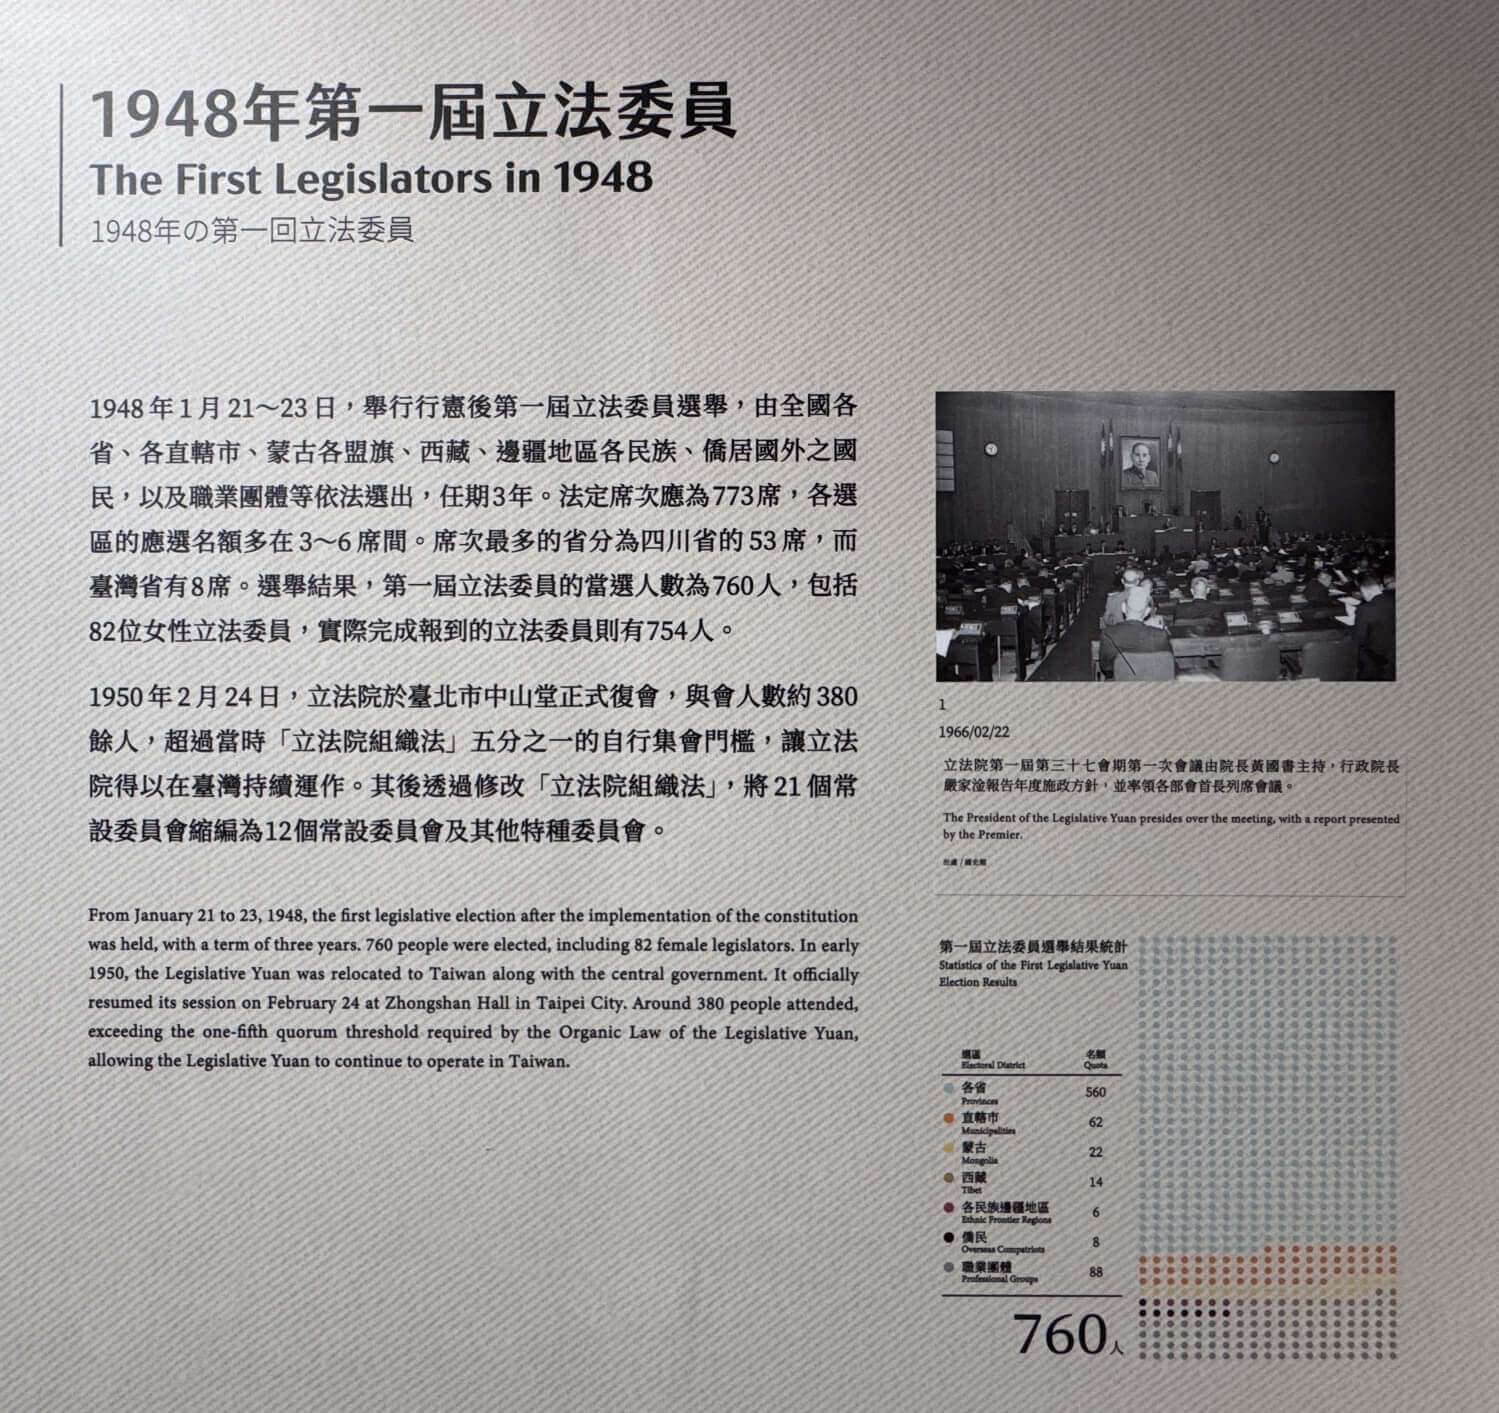 1948年第一屆立法委員
The First Legislators in 1948
1948年の第一回立法委員
1948年1月21～23日，舉行行憲後第一屆立法委員選舉，由全國各
省、各直轄市、蒙古各盟旗、西藏、邊疆地區各民族、僑居國外之國
民，以及職業團體等依法選出，任期3年。法定席次應為773席，各選
區的應選名額多在3～6席間。席次最多的省分為四川省的53席，而
臺灣省有8席。選舉結果，第一屆立法委員的當選人數為760人，包括
82位女性立法委員，實際完成報到的立法委員則有754人。
1950年2月24日，立法院於臺北市中山堂正式復會，與會人數約380
餘人，超過當時「立法院組織法」五分之一的自行集會門檻，讓立法
院得以在臺灣持續運作。其後透過修改「立法院組織法」，將21個常
設委員會縮編為12個常設委員會及其他特種委員會。
From January 21 to 23, 1948, the first legislative election after the implementation of the constitution
was held, with a term of three years. 760 people were elected, including 82 female legislators. In early
1950, the Legislative Yuan was relocated to Taiwan along with the central government. It officially
resumed its session on February 24 at Zhongshan Hall in Taipei City. Around 380 people attended,
exceeding the one-fifth quorum threshold required by the Organic Law of the Legislative Yuan,
allowing the Legislative Yuan to continue to operate in Taiwan.
1
1966/02/22
立法院第一屆第三十七會期第一次會議由院長黃國書主持，行政院長
嚴家淦報告年度施政方針，並率領各部會首長列席會議。
The President of the Legislative Yuan presides over the meeting, with a report presented
by the Premier.
出處／國史館
第一屆立法委員選舉結果統計
Statistics of the First Legislative Yuan
Election Results
選區 名額
Electoral District Quota
各省 560
Provinces
直轄市 62
Municipalities
蒙古 22
Mongolia
西藏 14
Tibet
各民族邊疆地區 6
Ethnic Frontier Regions
僑民 8
Overseas Compatriots
職業團體 88
Professional Groups
760人